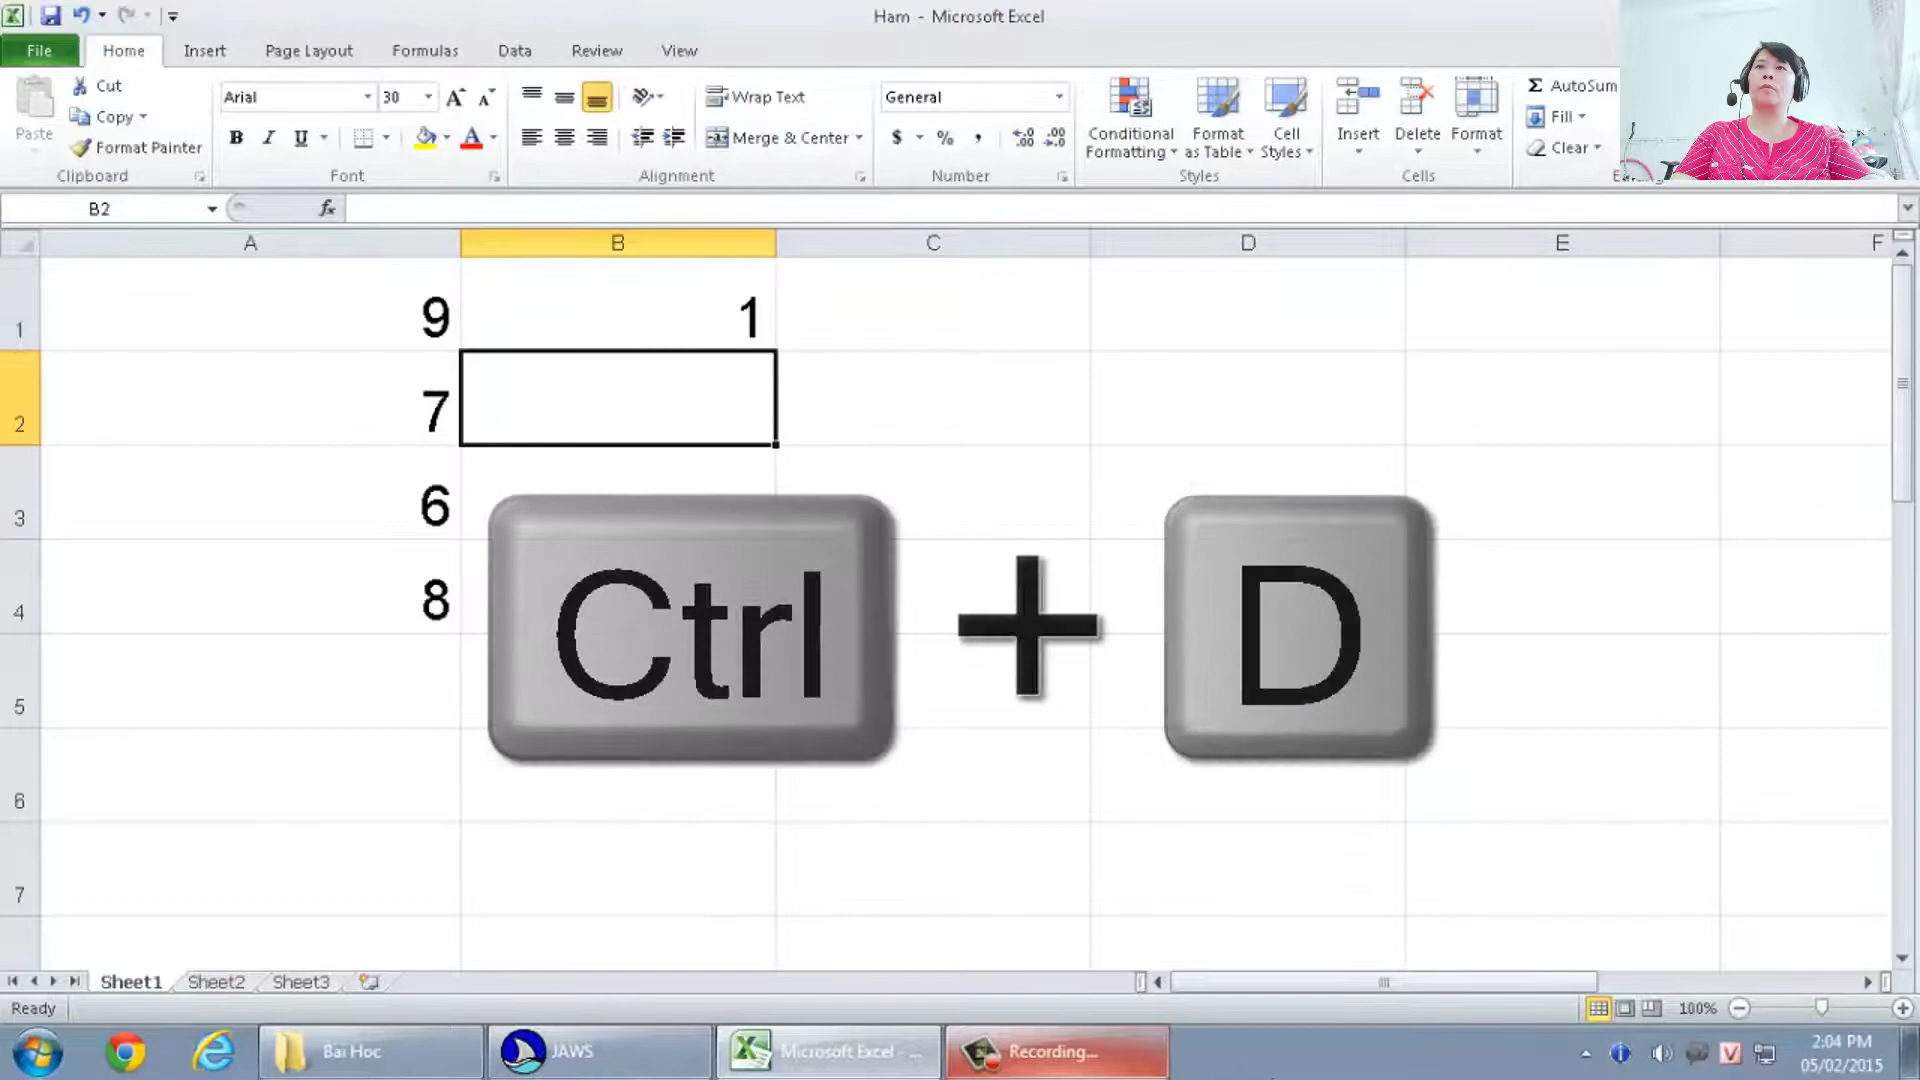 Ham - Microsoft Excel
File Home Insert Page Layout Formulas Data Review View
Paste
Cut
Copy
Format Painter
Clipboard
Arial 30
B I U A
Font
Wrap Text
Merge & Center
Alignment
General
$ % ,
Number
Conditional Formatting
Format as Table
Cell Styles
Styles
Insert Delete Format
Cells
Σ AutoSum
Fill
Clear
B2 fx
A B C D E F
1 9 1
2 7
3 6
4 8
5
6
7
Ctrl + D
Sheet1 Sheet2 Sheet3
Ready 100%
Bai Hoc JAWS Microsoft Excel - ... Recording...
2:04 PM
05/02/2015